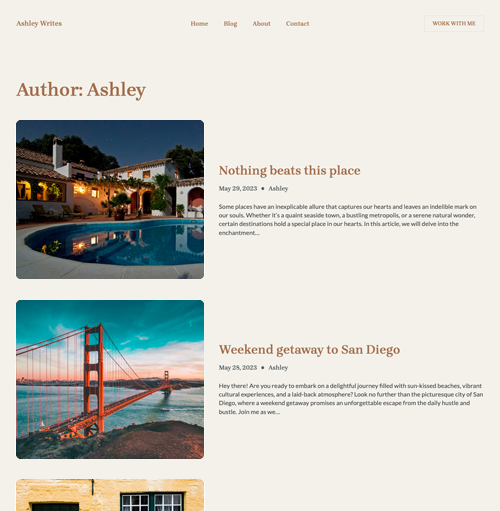 Ashley Writes
Home
Blog
About
Contact
WORK WITH ME
Author: Ashley
Nothing beats this place
May 29, 2023 • Ashley
Some places have an inexplicable allure that captures our hearts and leaves an indelible mark on
our souls. Whether it's a quaint seaside town, a bustling metropolis, or a serene natural wonder,
certain destinations hold a special place in our hearts. In this article, we will delve into the
enchantment...
Weekend getaway to San Diego
May 28, 2023 • Ashley
Hey there! Are you ready to embark on a delightful journey filled with sun-kissed beaches, vibrant
cultural experiences, and a laid-back atmosphere? Look no further than the picturesque city of San
Diego, where a weekend getaway promises an unforgettable escape from the daily hustle and
bustle. Join me as we...